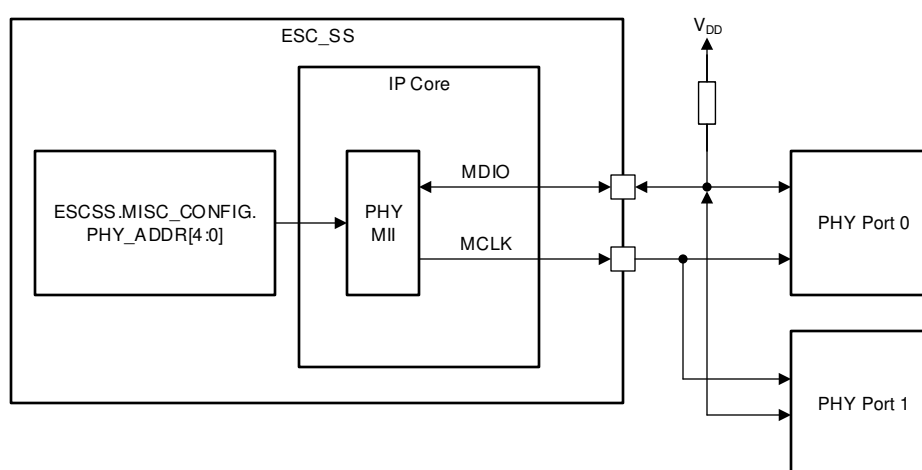 ESC_SS
V_DD
IP Core
ESCSS.MISC_CONFIG.
PHY_ADDR[4:0]
PHY
MII
MDIO
MCLK
PHY Port 0
PHY Port 1